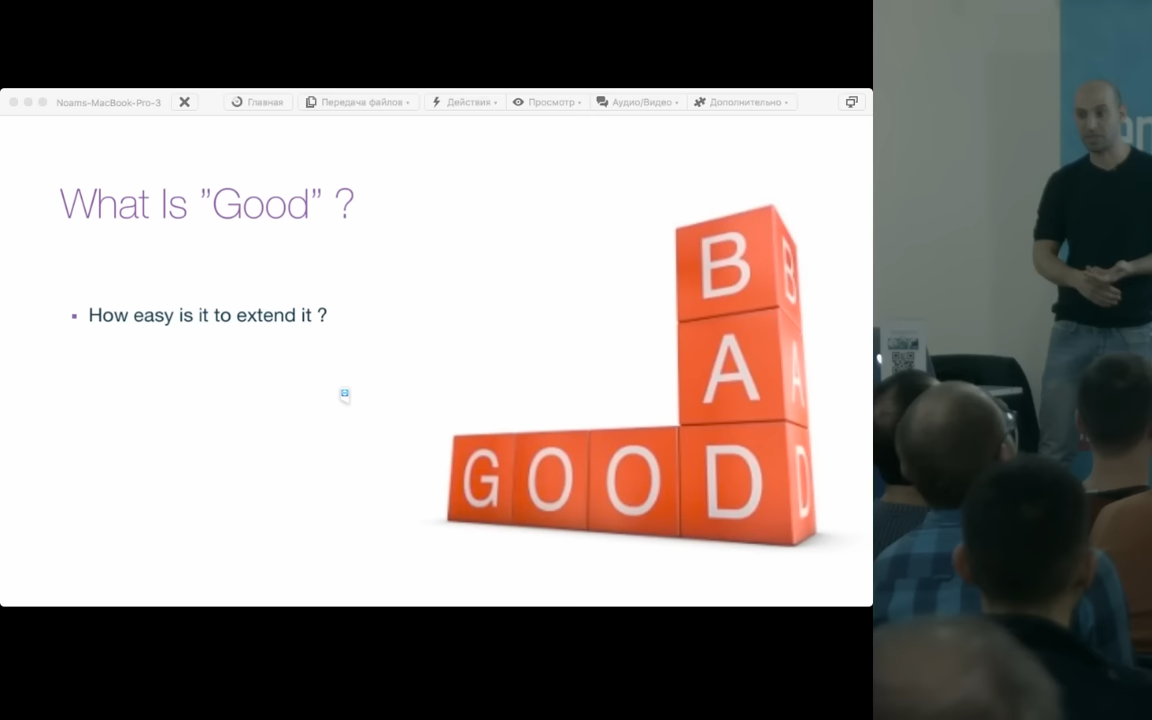 Noams-MacBook-Pro-3
Главная
Передача файлов
Действия
Просмотр
Аудио/Видео
Дополнительно
What Is ”Good” ?
How easy is it to extend it ?
B
B
A
A
GOOD
D